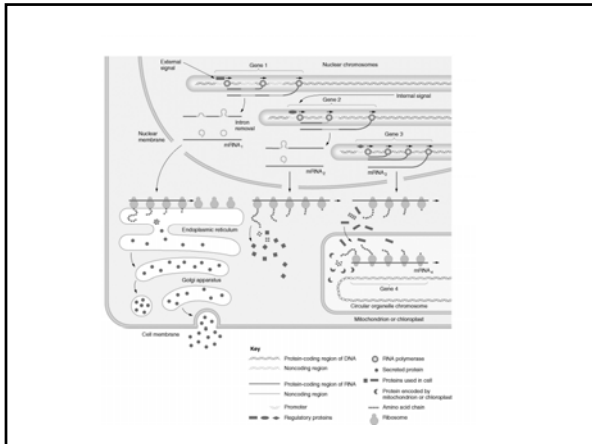 External
signal
Gene 1
Nuclear chromosomes
Internal signal
Gene 2
Intron
removal
Nuclear
membrane
mRNA1
Gene 3
mRNA2
mRNA3
Endoplasmic reticulum
Golgi apparatus
mRNA4
Gene 4
Circular organelle chromosome
Mitochondrion or chloroplast
Cell membrane
Key
Protein-coding region of DNA
Noncoding region
Protein-coding region of RNA
Noncoding region
Promoter
Regulatory proteins
RNA polymerase
Secreted protein
Proteins used in cell
Protein encoded by
mitochondrion or chloroplast
Amino acid chain
Ribosome